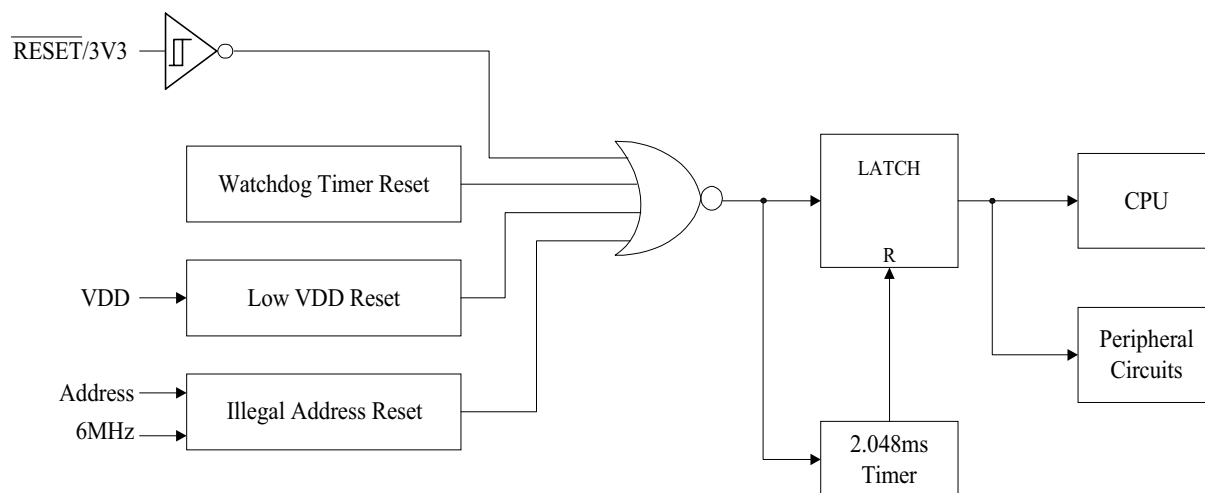 RESET/3V3
Watchdog Timer Reset
LATCH
R
CPU
VDD
Low VDD Reset
Peripheral
Circuits
Address
6MHz
Illegal Address Reset
2.048ms
Timer